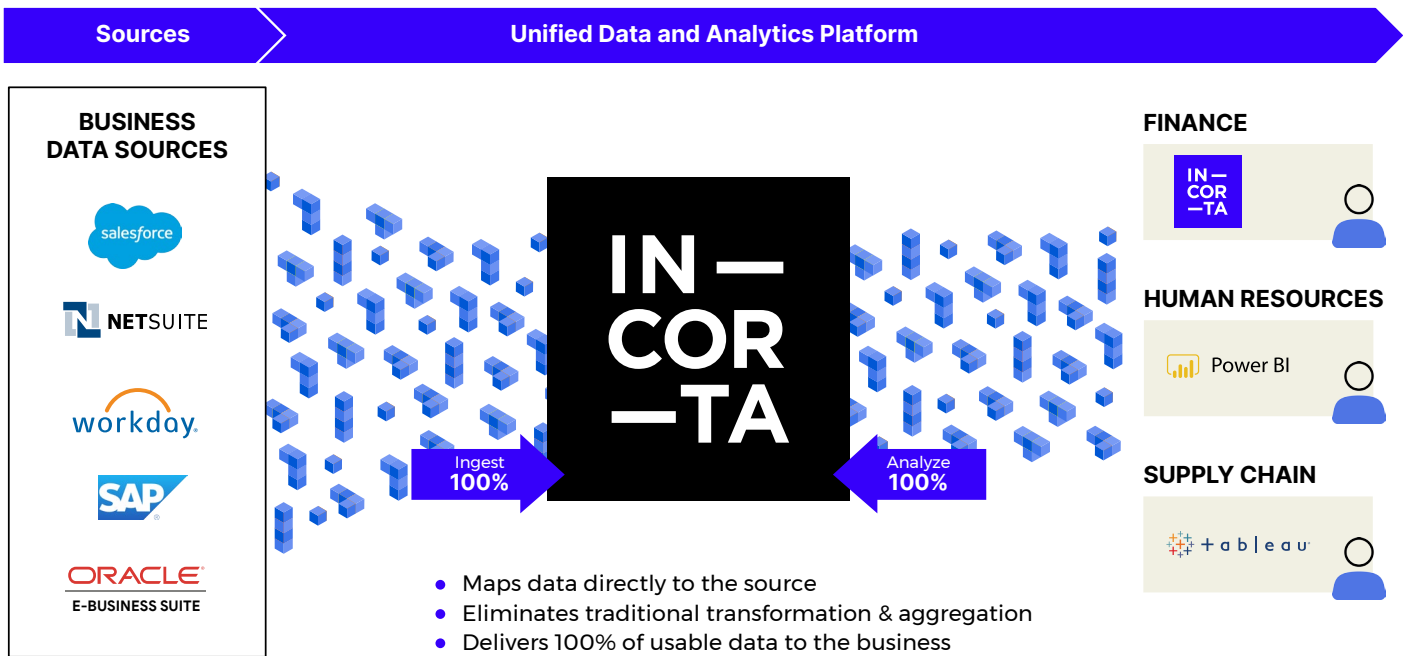 Sources
Unified Data and Analytics Platform
BUSINESS
DATA SOURCES
salesforce
NETSUITE
workday.
SAP®
ORACLE®
E-BUSINESS SUITE
IN—
COR
—TA
Ingest
100%
Analyze
100%
• Maps data directly to the source
• Eliminates traditional transformation & aggregation
• Delivers 100% of usable data to the business
FINANCE
IN—
COR
—TA
HUMAN RESOURCES
Power BI
SUPPLY CHAIN
+ableau